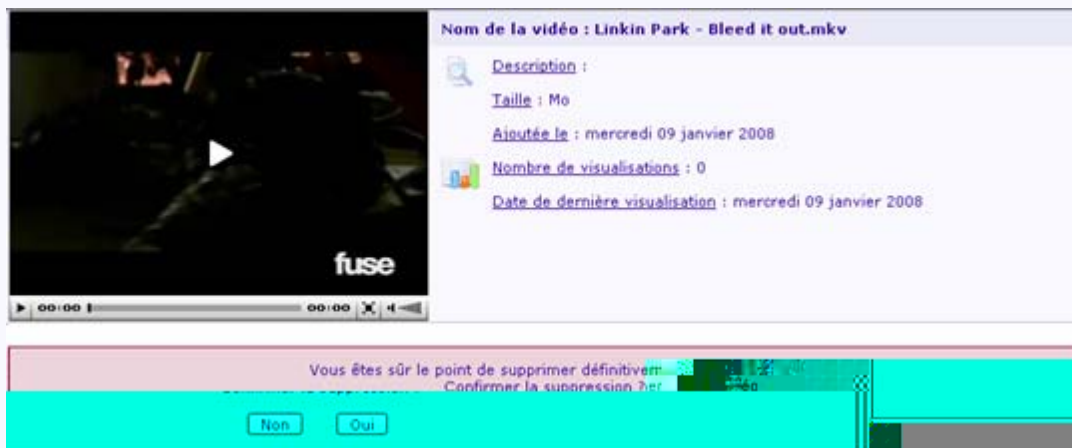 Nom de la vidéo : Linkin Park - Bleed it out.mkv
Description :
Taille : Mo
Ajoutée le : mercredi 09 janvier 2008
Nombre de visualisations : 0
Date de dernière visualisation : mercredi 09 janvier 2008
fuse
00:00 00:00
Vous êtes sûr le point de supprimer
Confirmer la suppression ?
Non Oui